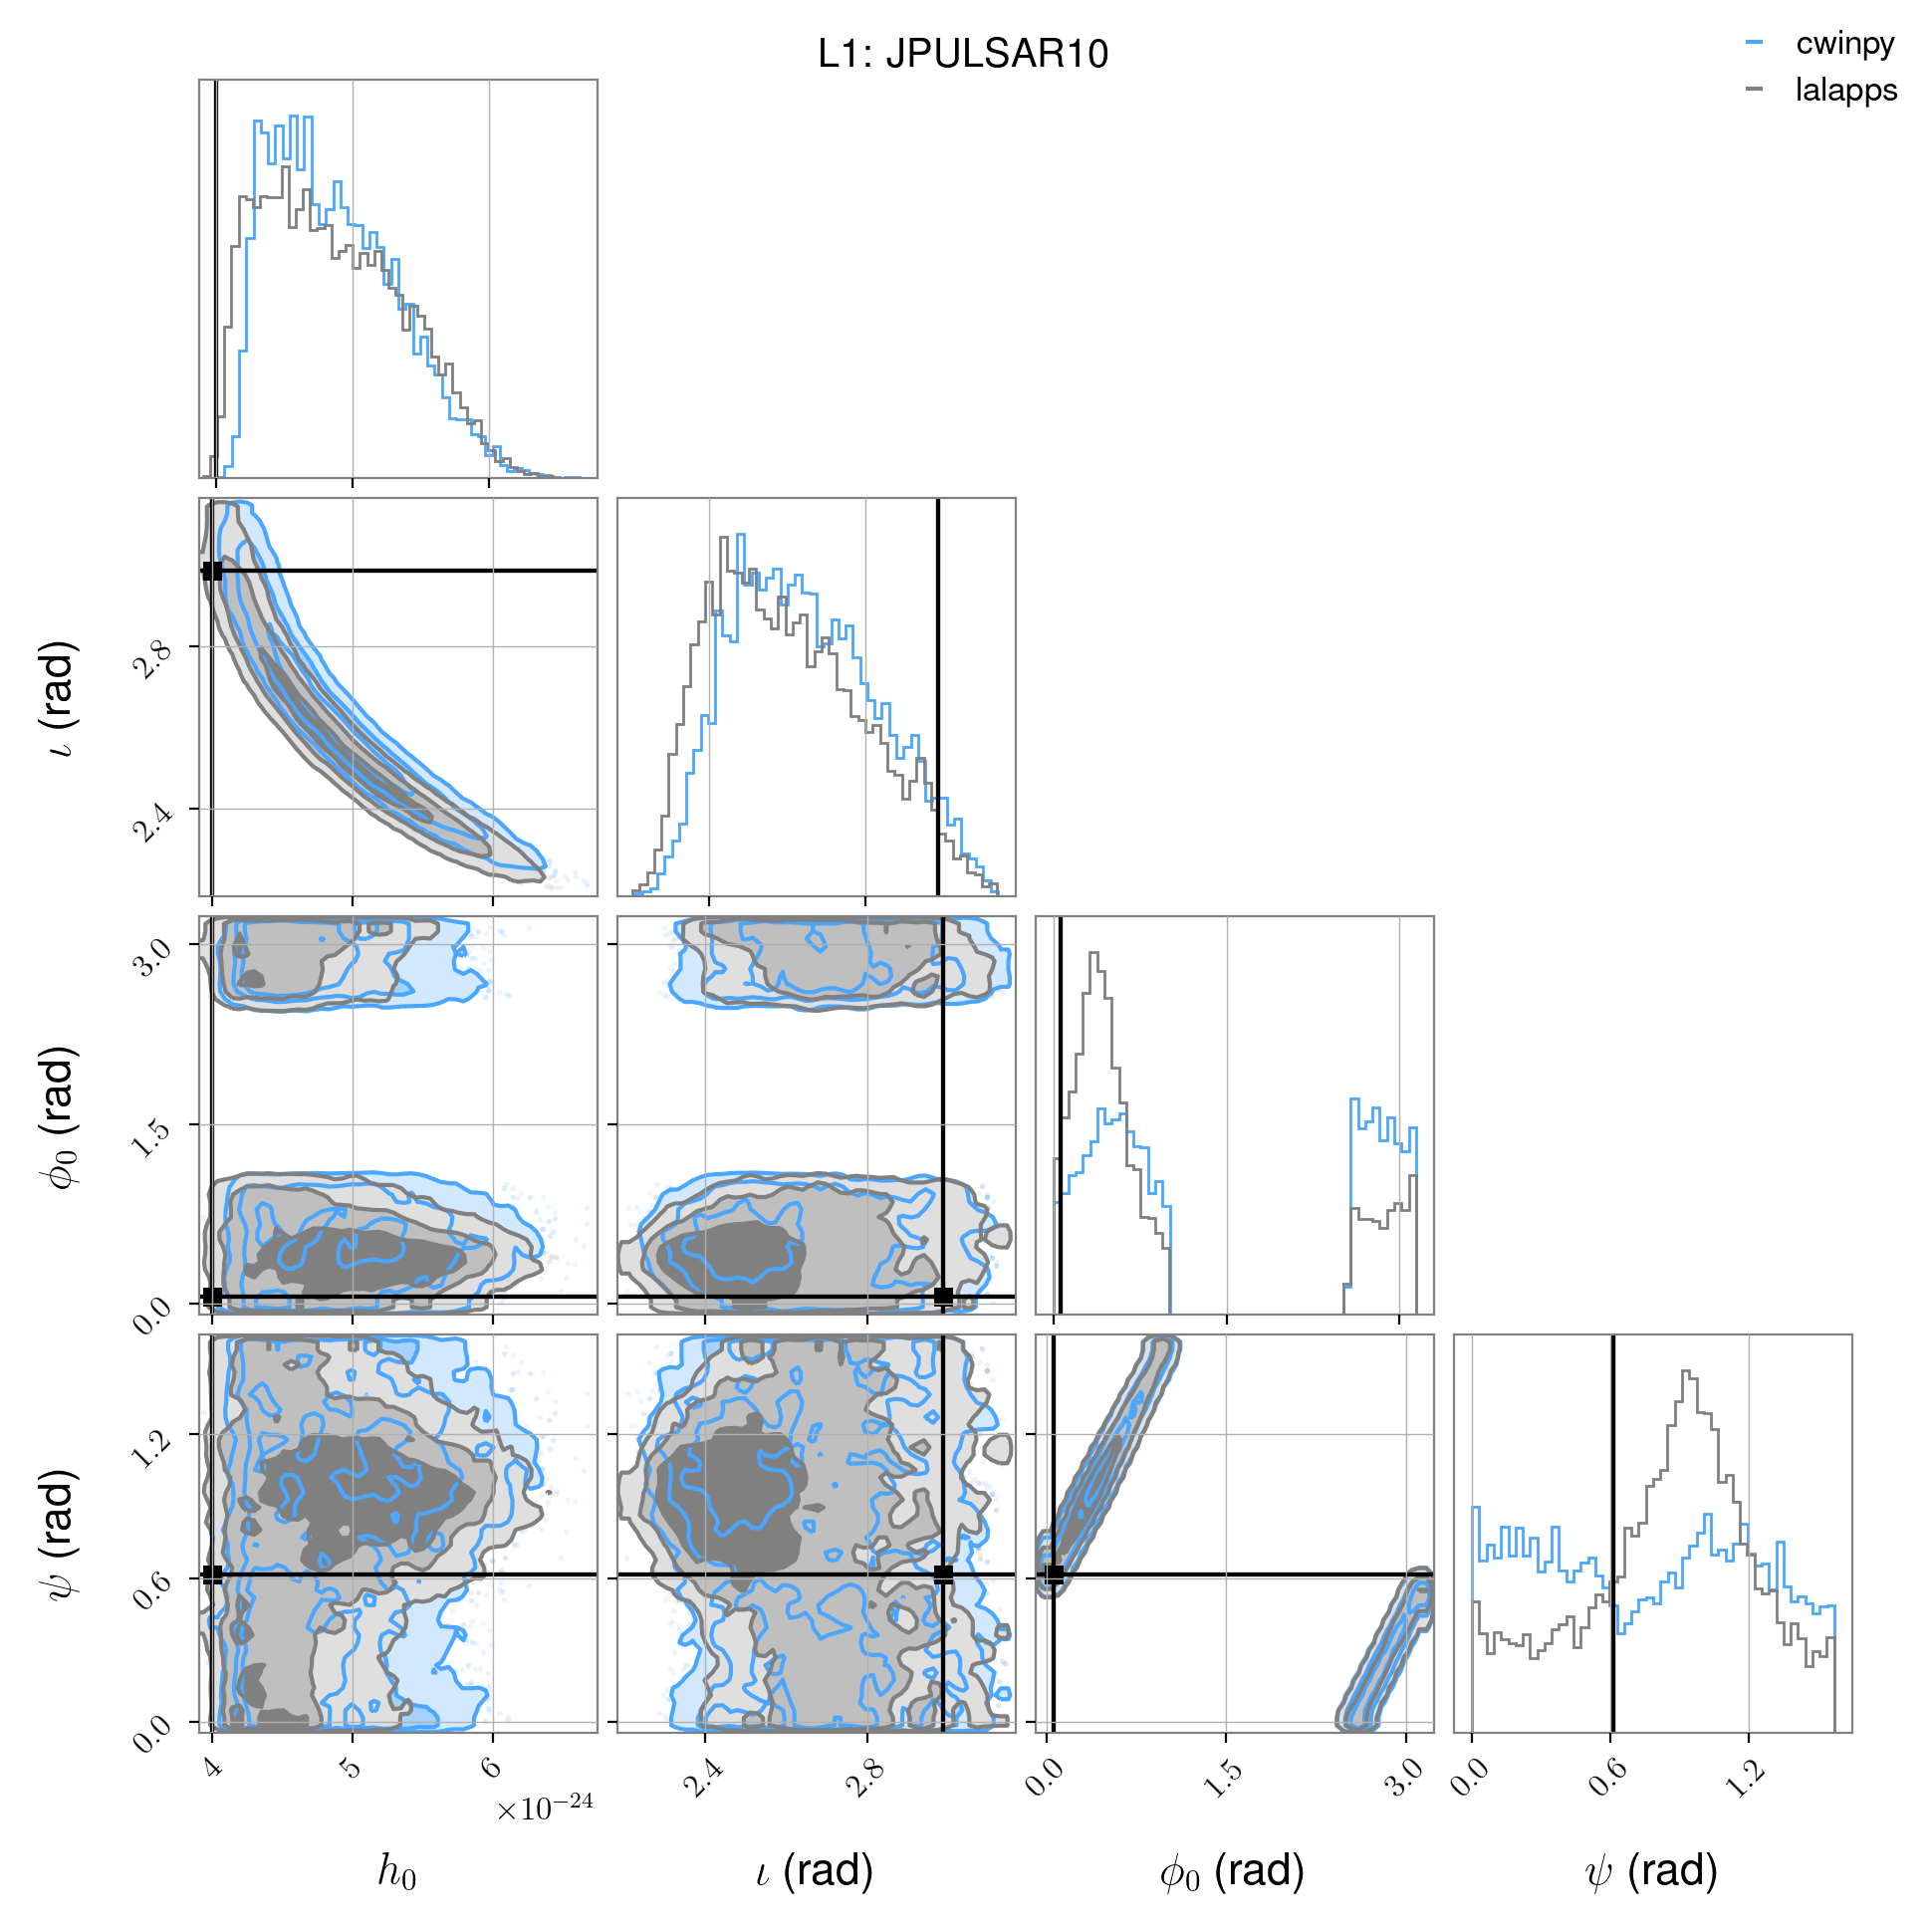 L1: JPULSAR10
cwinpy
lalapps
ι (rad)
2.8
2.4
ϕ₀ (rad)
3.0
1.5
0.0
ψ (rad)
1.2
0.6
0.0
4 5 6
×10⁻²⁴
2.4 2.8
0.0 1.5 3.0
0.0 0.6 1.2
h₀
ι (rad)
ϕ₀ (rad)
ψ (rad)